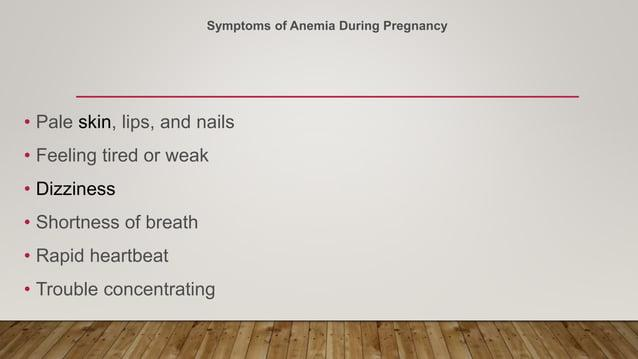 Symptoms of Anemia During Pregnancy
• Pale skin, lips, and nails
• Feeling tired or weak
• Dizziness
• Shortness of breath
• Rapid heartbeat
• Trouble concentrating